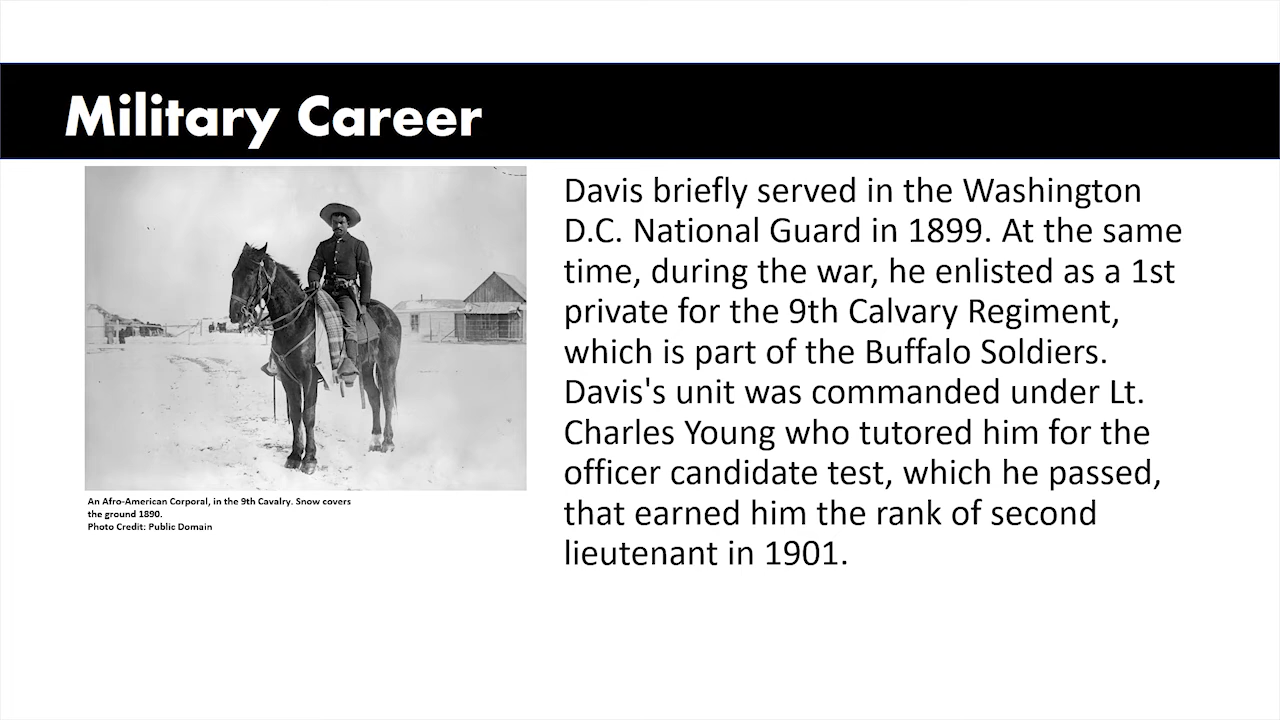 Military Career
Davis briefly served in the Washington
D.C. National Guard in 1899. At the same
time, during the war, he enlisted as a 1st
private for the 9th Calvary Regiment,
which is part of the Buffalo Soldiers.
Davis's unit was commanded under Lt.
Charles Young who tutored him for the
officer candidate test, which he passed,
that earned him the rank of second
lieutenant in 1901.
An Afro-American Corporal, in the 9th Cavalry. Snow covers
the ground 1890.
Photo Credit: Public Domain